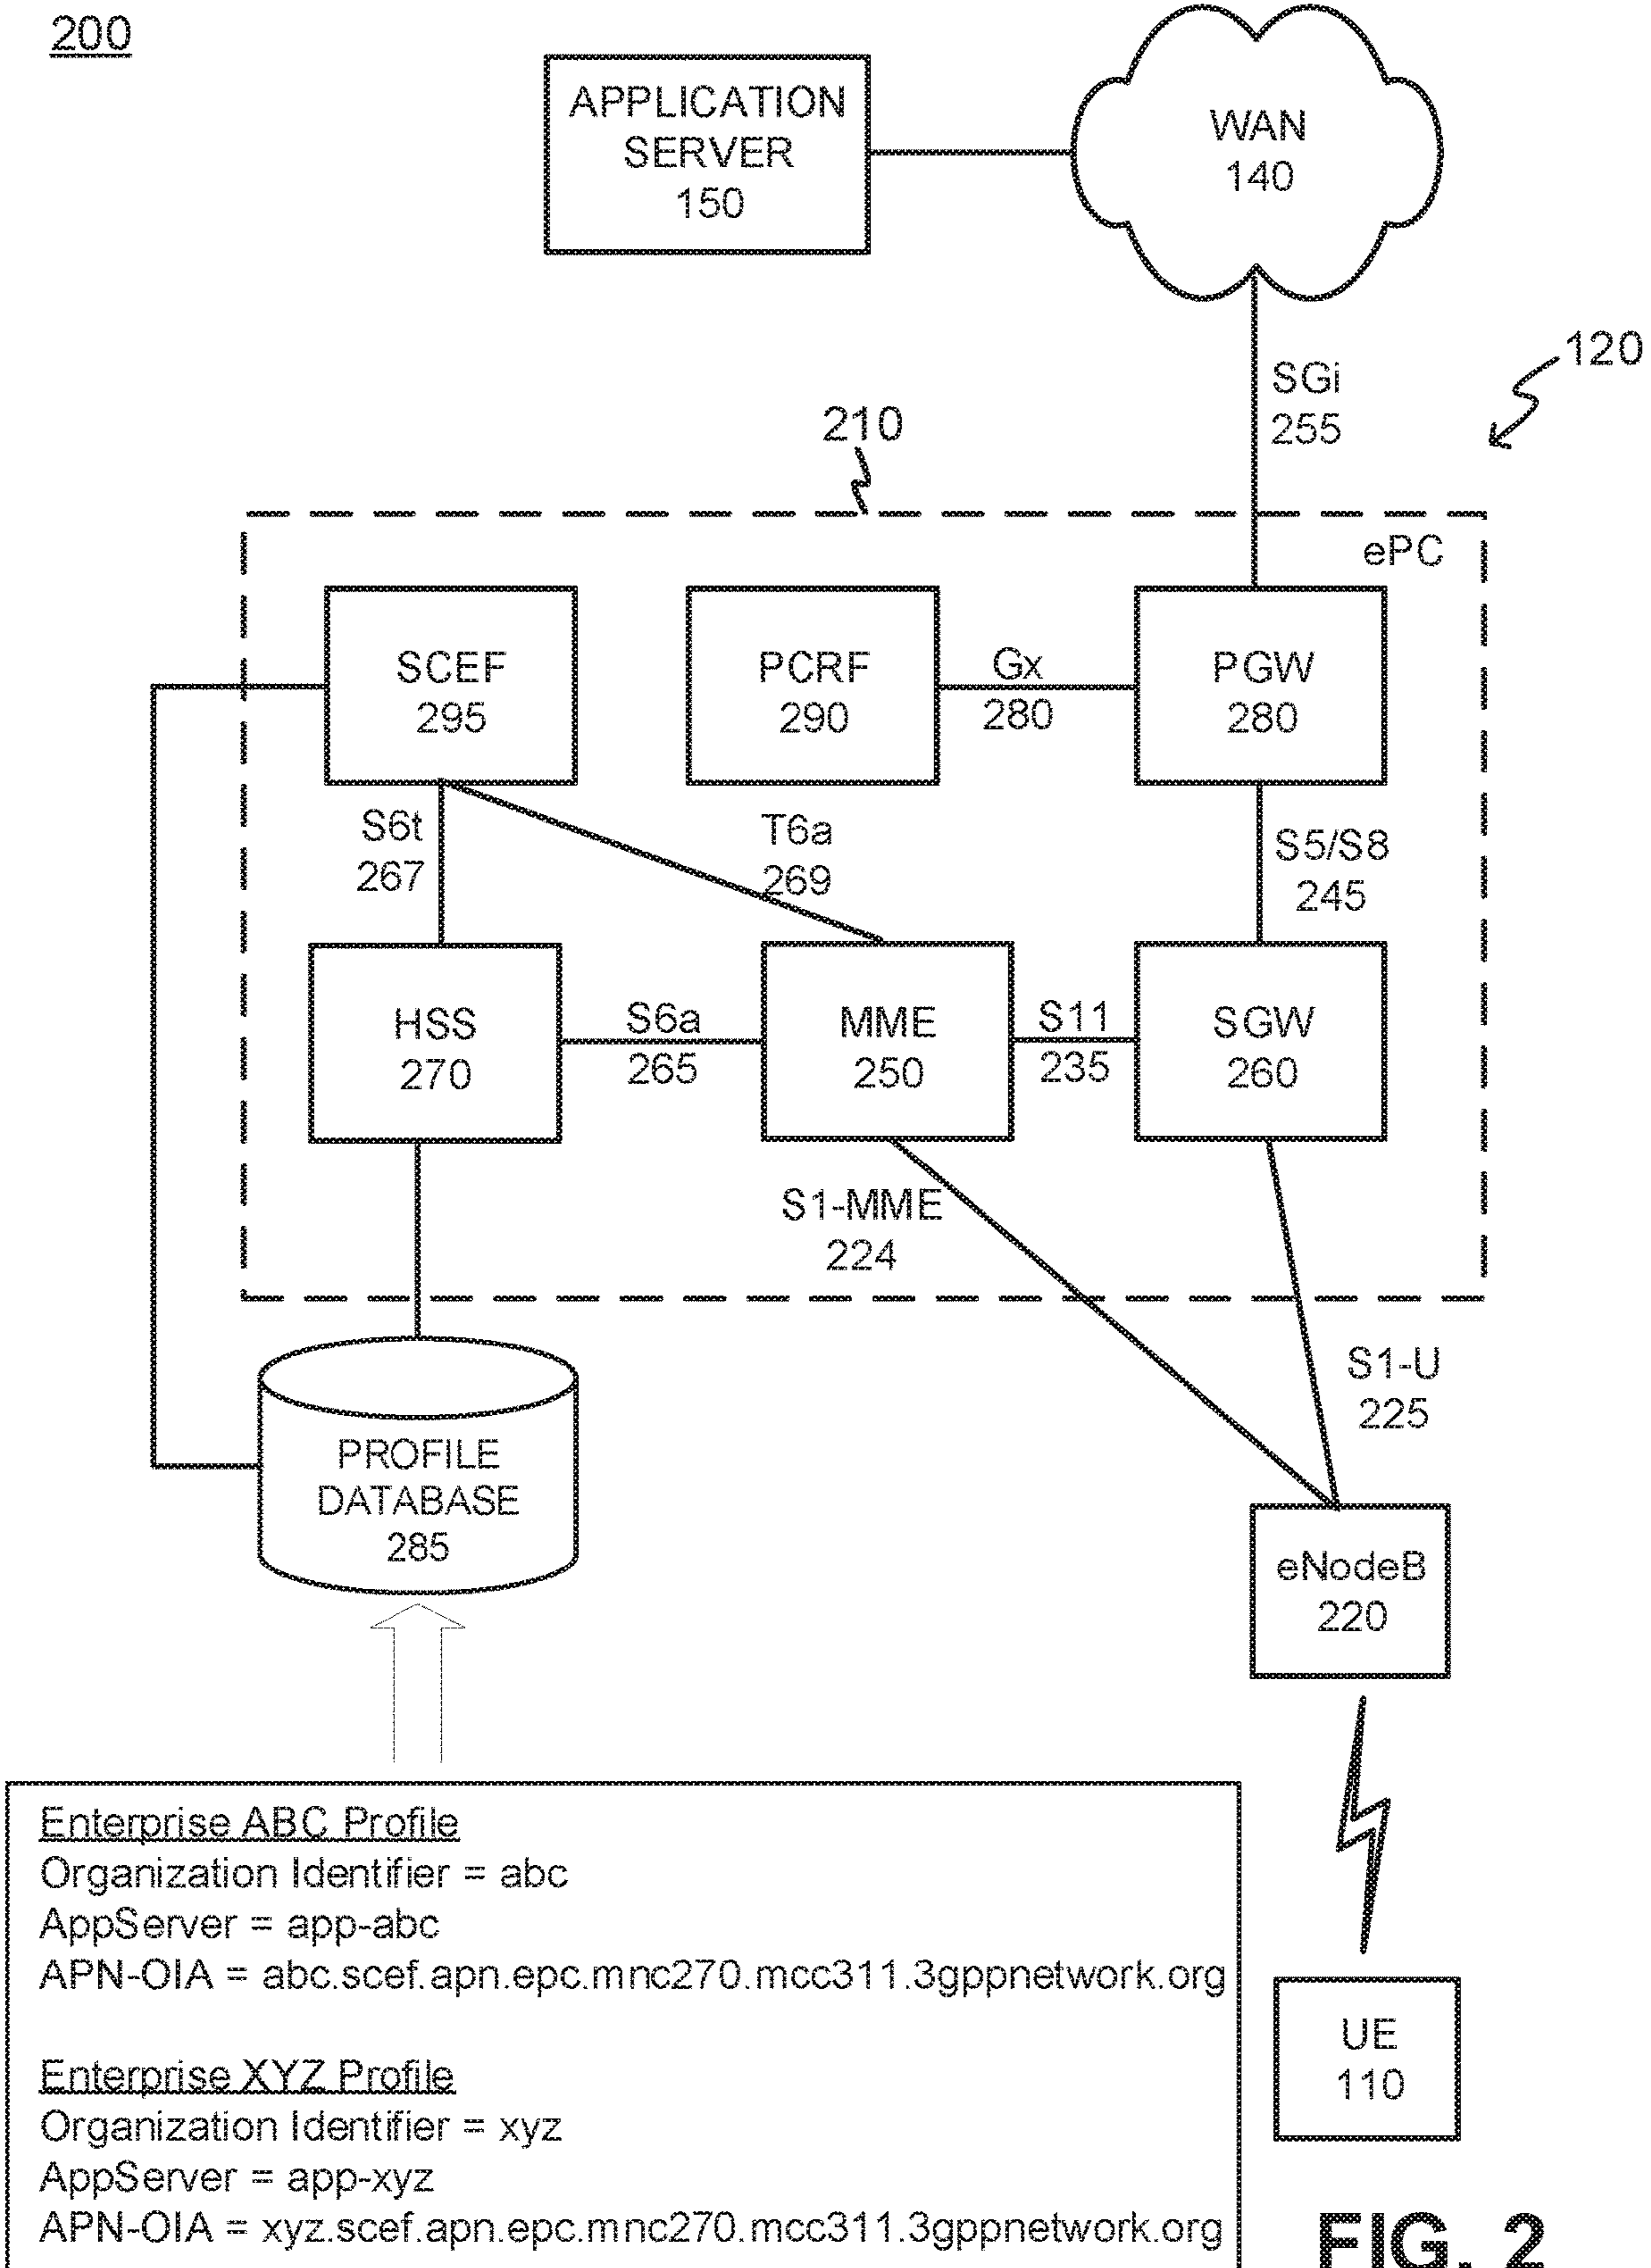 200
APPLICATION
SERVER
150
WAN
140
120
SGi
255
210
ePC
SCEF
295
PCRF
290
Gx
280
PGW
280
S6t
267
T6a
269
S5/S8
245
HSS
270
S6a
265
MME
250
S11
235
SGW
260
S1-MME
224
S1-U
225
PROFILE
DATABASE
285
eNodeB
220
Enterprise ABC Profile
Organization Identifier = abc
AppServer = app-abc
APN-OIA = abc.scef.apn.epc.mnc270.mcc311.3gppnetwork.org
Enterprise XYZ Profile
Organization Identifier = xyz
AppServer = app-xyz
APN-OIA = xyz.scef.apn.epc.mnc270.mcc311.3gppnetwork.org
UE
110
FIG. 2